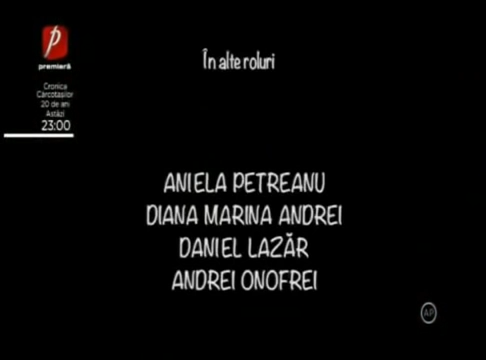 premieră
Cronica
Cârcotașilor
20 de ani
Astăzi
23:00
În alte roluri
ANIELA PETREANU
DIANA MARINA ANDREI
DANIEL LAZĂR
ANDREI ONOFREI
AP